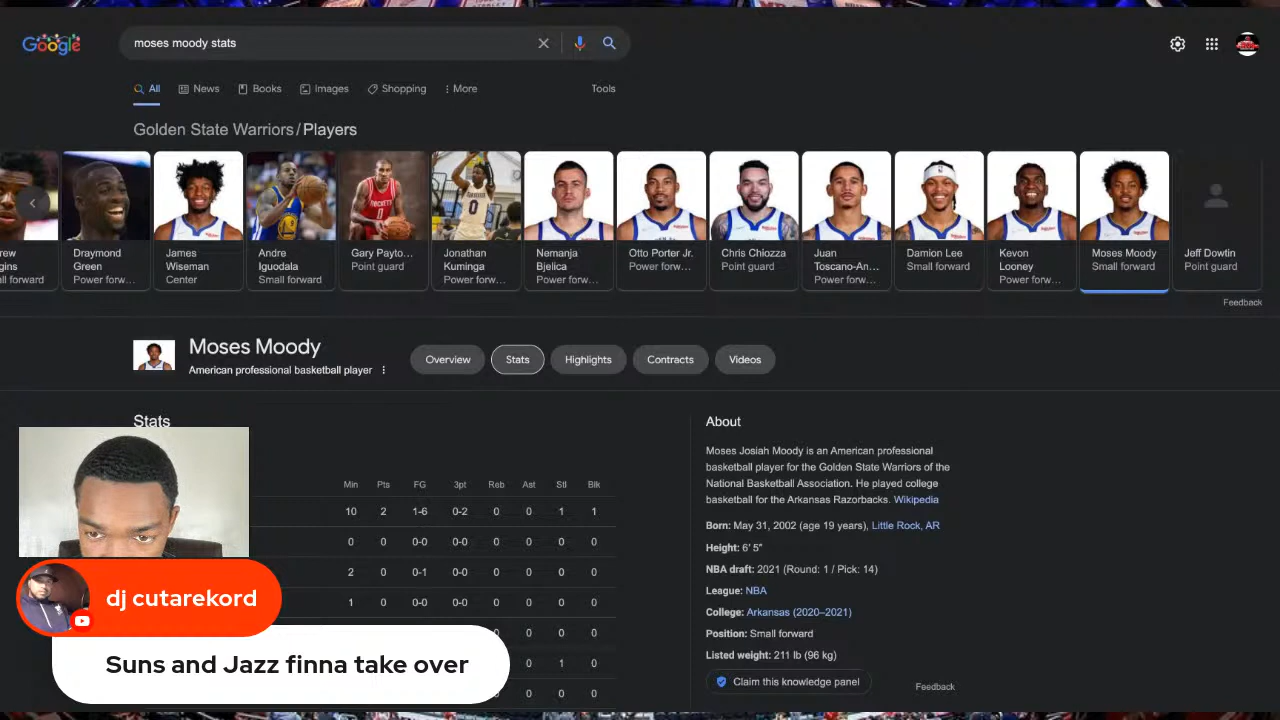 Google
moses moody stats
All
News
Books
Images
Shopping
More
Tools
Golden State Warriors / Players
Draymond
Green
Power forw...
James
Wiseman
Center
Andre
Iguodala
Small forward
Gary Payto...
Point guard
Jonathan
Kuminga
Power forw...
Nemanja
Bjelica
Power forw...
Otto Porter Jr.
Power forw...
Chris Chiozza
Point guard
Juan
Toscano-An...
Power forw...
Damion Lee
Small forward
Kevon
Looney
Power forw...
Moses Moody
Small forward
Jeff Dowtin
Point guard
Feedback
Moses Moody
American professional basketball player
Overview
Stats
Highlights
Contracts
Videos
Stats
Min Pts FG 3pt Reb Ast Stl Blk
10 2 1-6 0-2 0 0 1 1
0 0 0-0 0-0 0 0 0 0
2 0 0-1 0-0 0 0 0 0
1 0 0-0 0-0 0 0 0 0
0 0
1 0
0 0
About
Moses Josiah Moody is an American professional
basketball player for the Golden State Warriors of the
National Basketball Association. He played college
basketball for the Arkansas Razorbacks. Wikipedia
Born: May 31, 2002 (age 19 years), Little Rock, AR
Height: 6′ 5″
NBA draft: 2021 (Round: 1 / Pick: 14)
League: NBA
College: Arkansas (2020–2021)
Position: Small forward
Listed weight: 211 lb (96 kg)
Claim this knowledge panel
Feedback
dj cutarekord
Suns and Jazz finna take over